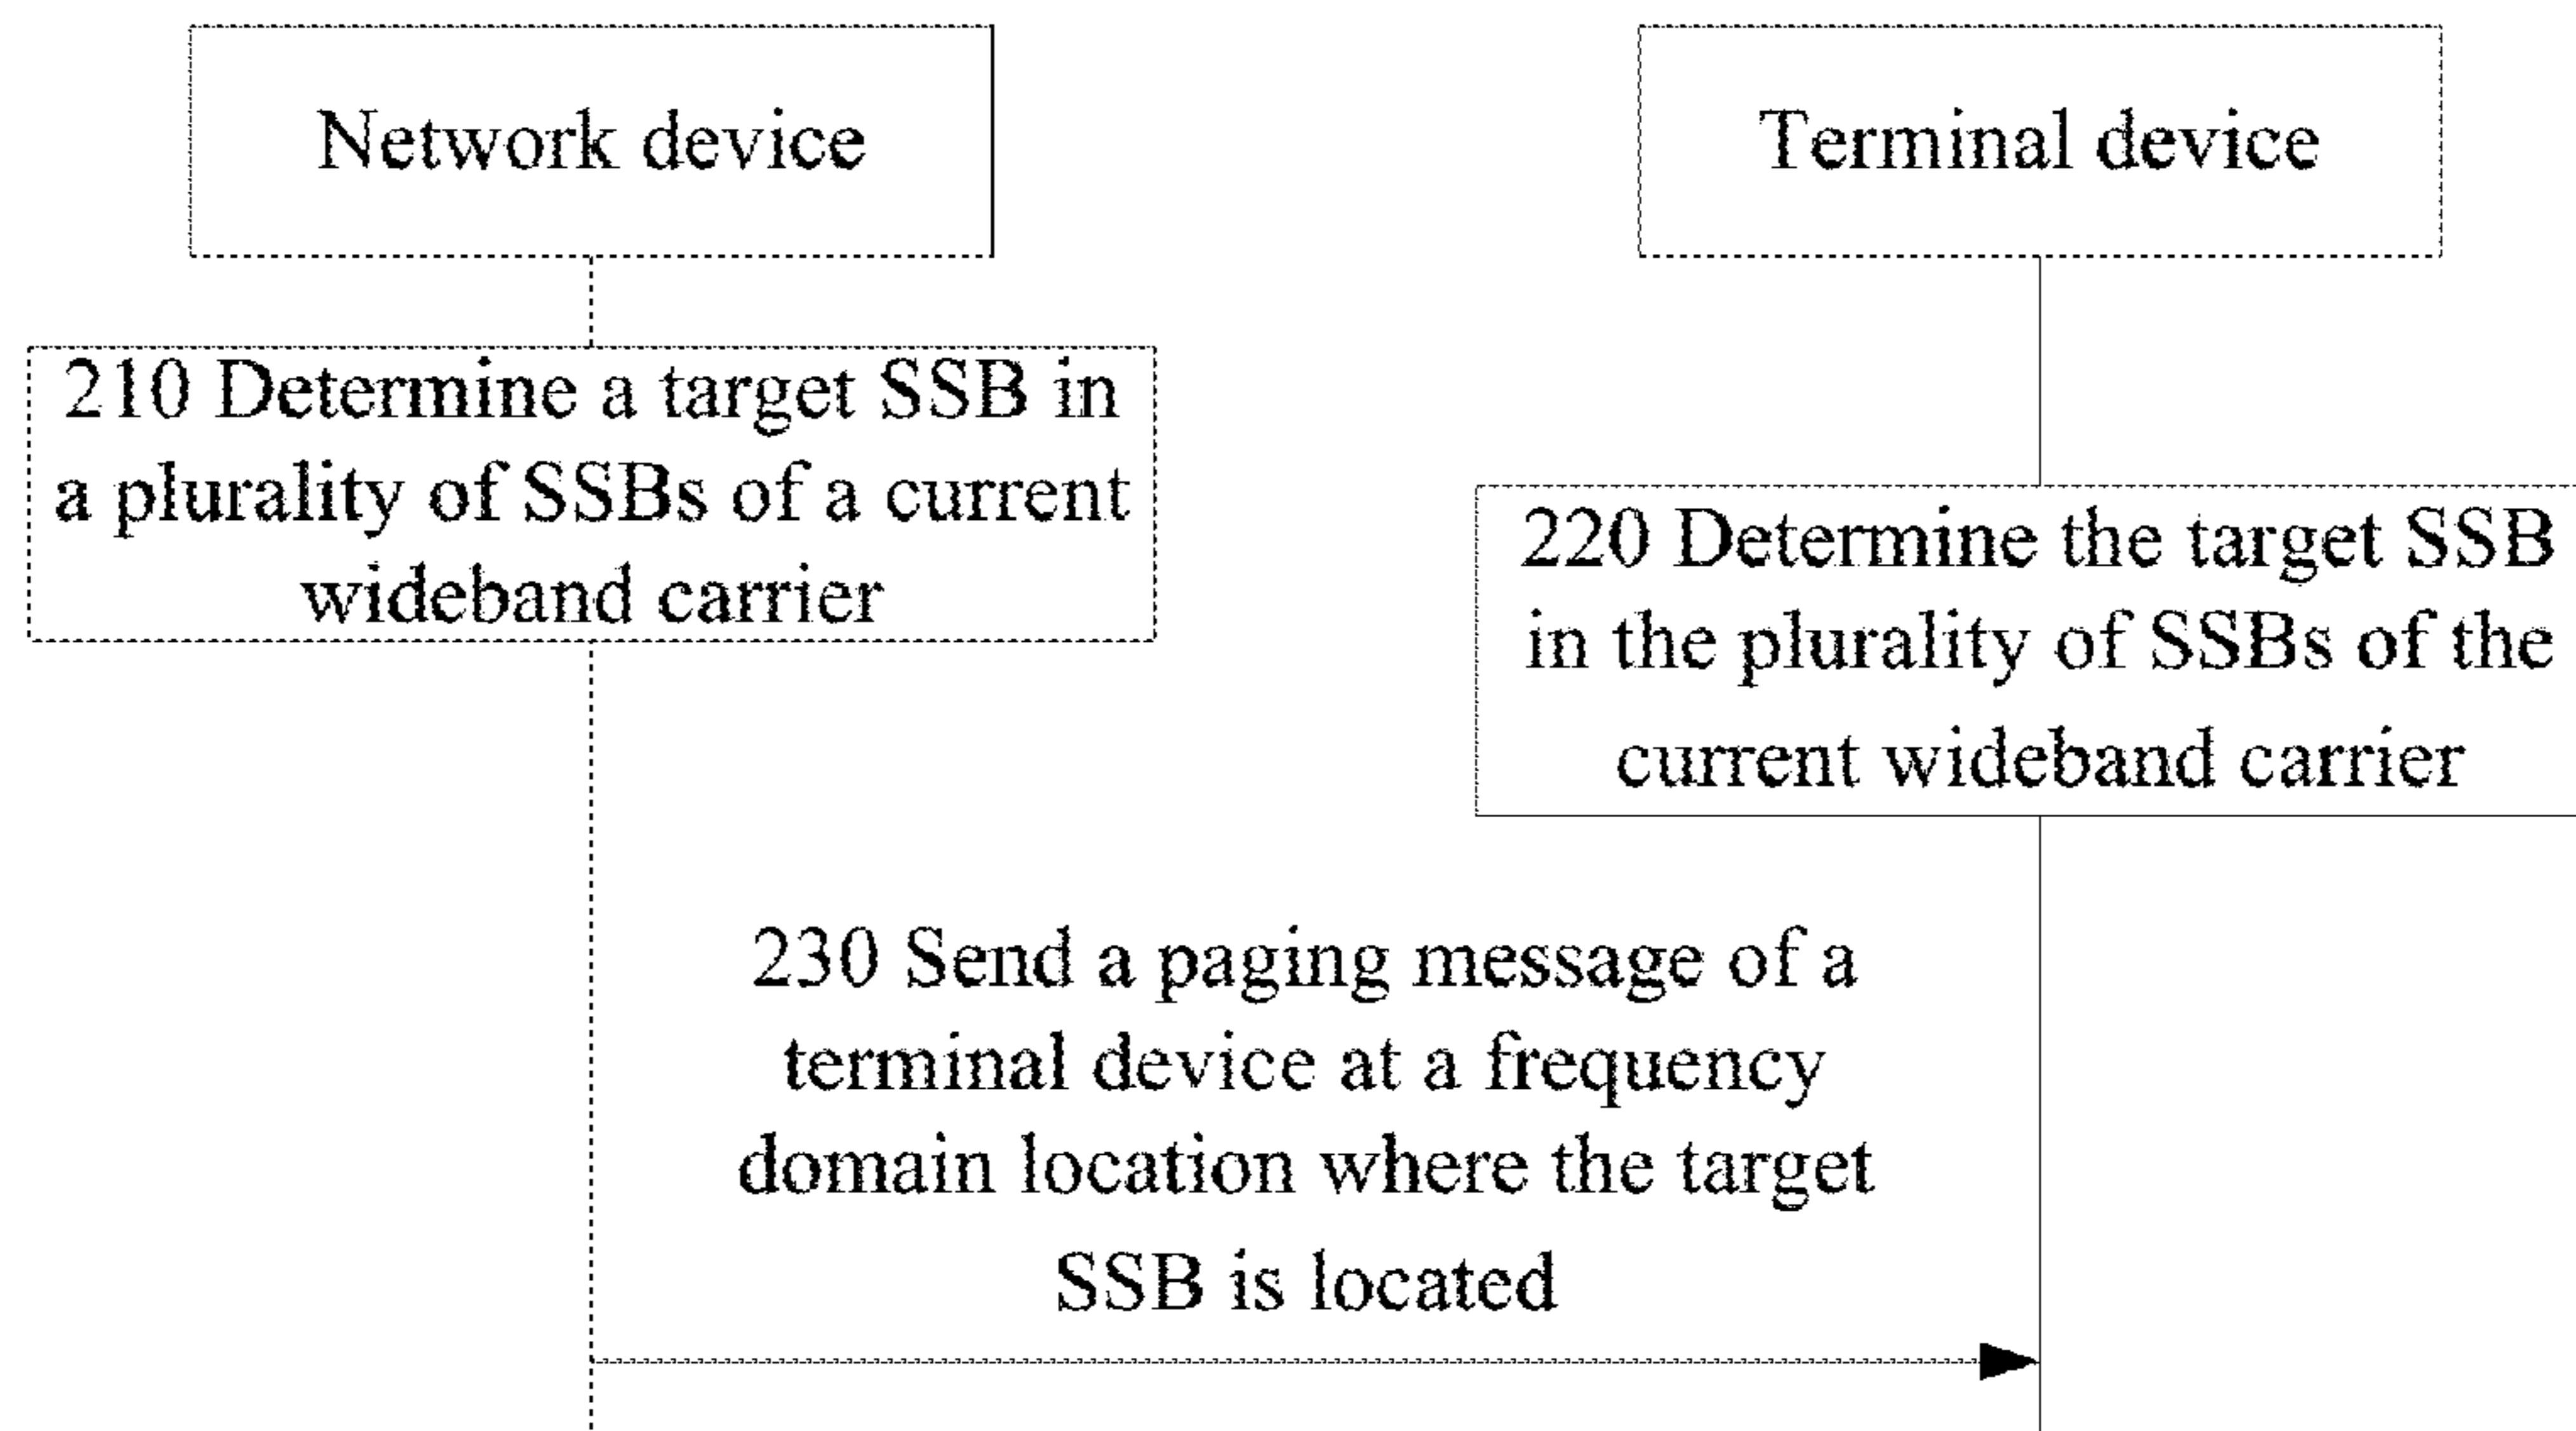 Network device
Terminal device
210 Determine a target SSB in
a plurality of SSBs of a current
wideband carrier
220 Determine the target SSB
in the plurality of SSBs of the
current wideband carrier
230 Send a paging message of a
terminal device at a frequency
domain location where the target
SSB is located